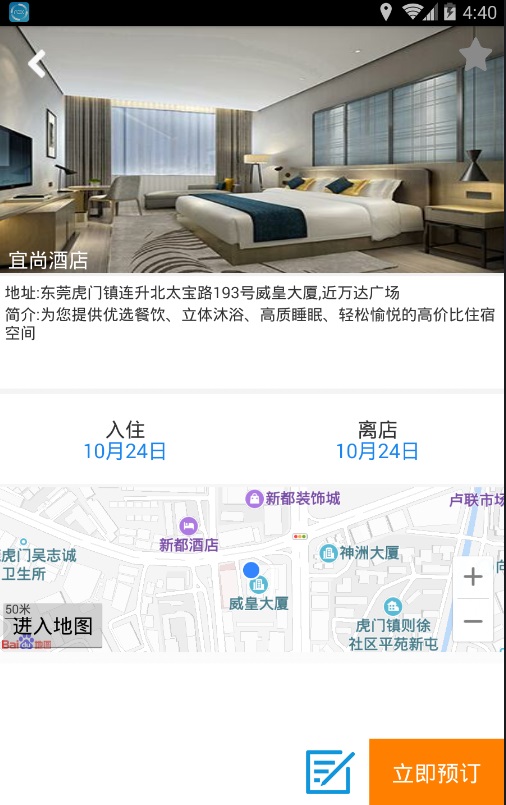 4:40
宜尚酒店
地址:东莞虎门镇连升北太宝路193号威皇大厦,近万达广场
简介:为您提供优选餐饮、立体沐浴、高质睡眠、轻松愉悦的高价比住宿
空间
入住
离店
10月24日
10月24日
新都装饰城
卢联市场
新都酒店
神洲大厦
虎门吴志诚
卫生所
威皇大厦
50米
进入地图
虎门镇则徐
社区平苑新屯
立即预订